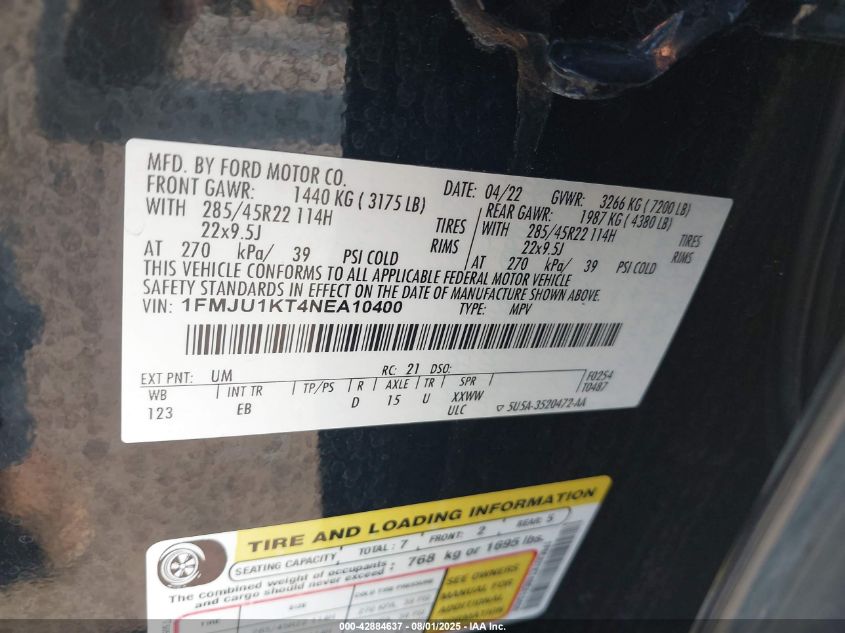 MFD. BY FORD MOTOR CO. DATE: 04/22 GVWR: 3266 KG ( 7200 LB)
FRONT GAWR: 1440 KG ( 3175 LB) REAR GAWR: 1987 KG ( 4380 LB)
WITH 285/45R22 114H TIRES WITH 285/45R22 114H TIRES
22x9.5J RIMS 22x9.5J RIMS
AT 270 kPa/ 39 PSI COLD AT 270 kPa/ 39 PSI COLD
THIS VEHICLE CONFORMS TO ALL APPLICABLE FEDERAL MOTOR VEHICLE
SAFETY STANDARDS IN EFFECT ON THE DATE OF MANUFACTURE SHOWN ABOVE.
VIN: 1FMJU1KT4NEA10400 TYPE: MPV
EXT PNT: UM RC: 21 DSO: F0254
WB INT TR TP/PS R AXLE TR SPR T0487
123 EB D 15 U XXWW
ULC 5U5A-3520472-AA
TIRE AND LOADING INFORMATION
SEATING CAPACITY TOTAL: 7 FRONT: 2 REAR: 5
The combined weight of occupants
and cargo should never exceed: 768 kg or 1695 lbs.
SEE OWNERS
MANUAL FOR
ADDITIONAL
INFORMATION
000-42884637 - 08/01/2025 - IAA Inc.